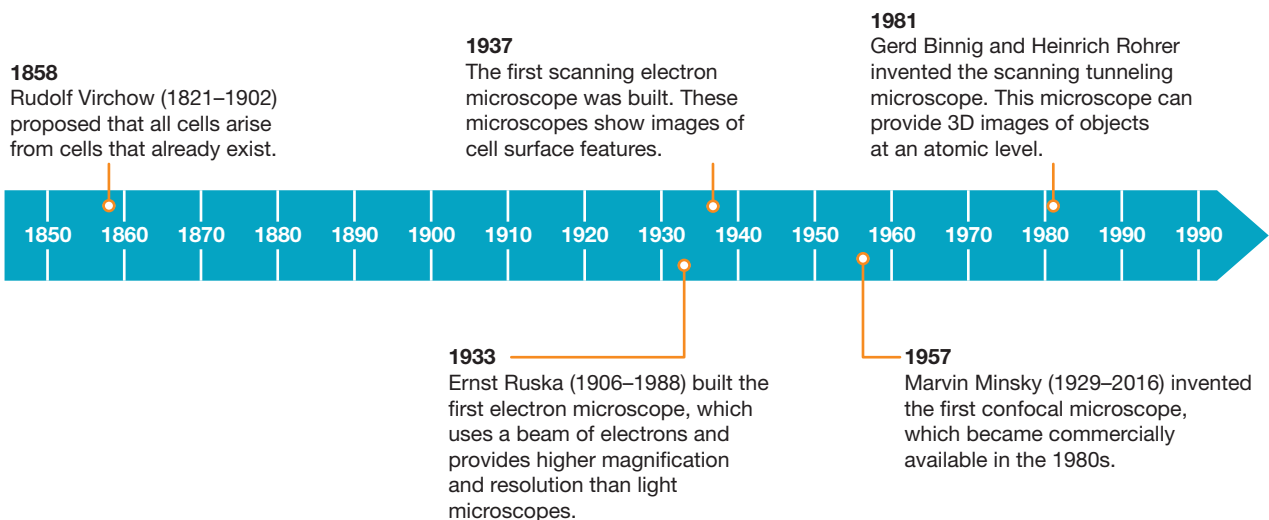 1858
Rudolf Virchow (1821–1902)
proposed that all cells arise
from cells that already exist.
1937
The first scanning electron
microscope was built. These
microscopes show images of
cell surface features.
1981
Gerd Binnig and Heinrich Rohrer
invented the scanning tunneling
microscope. This microscope can
provide 3D images of objects
at an atomic level.
1850 1860 1870 1880 1890 1900 1910 1920 1930 1940 1950 1960 1970 1980 1990 1990
1933
Ernst Ruska (1906–1988) built the
first electron microscope, which
uses a beam of electrons and
provides higher magnification
and resolution than light
microscopes.
1957
Marvin Minsky (1929–2016) invented
the first confocal microscope,
which became commercially
available in the 1980s.